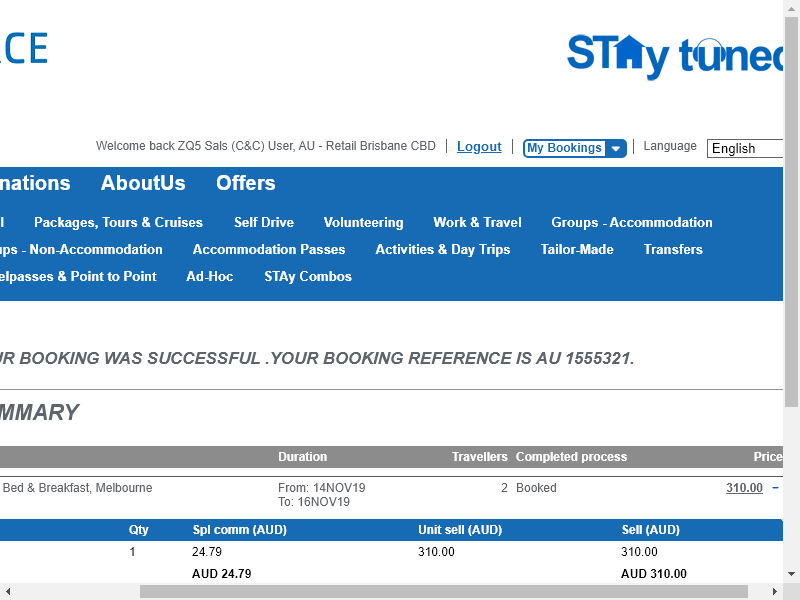 CE
STAy tuned
Welcome back ZQ5 Sals (C&C) User, AU - Retail Brisbane CBD | Logout | My Bookings | Language English
nations AboutUs Offers
l Packages, Tours & Cruises Self Drive Volunteering Work & Travel Groups - Accommodation
ups - Non-Accommodation Accommodation Passes Activities & Day Trips Tailor-Made Transfers
elpasses & Point to Point Ad-Hoc STAy Combos
UR BOOKING WAS SUCCESSFUL .YOUR BOOKING REFERENCE IS AU 1555321.
MMARY
Duration Travellers Completed process Price
Bed & Breakfast, Melbourne From: 14NOV19 2 Booked 310.00 –
To: 16NOV19
Qty Spl comm (AUD) Unit sell (AUD) Sell (AUD)
1 24.79 310.00 310.00
AUD 24.79 AUD 310.00